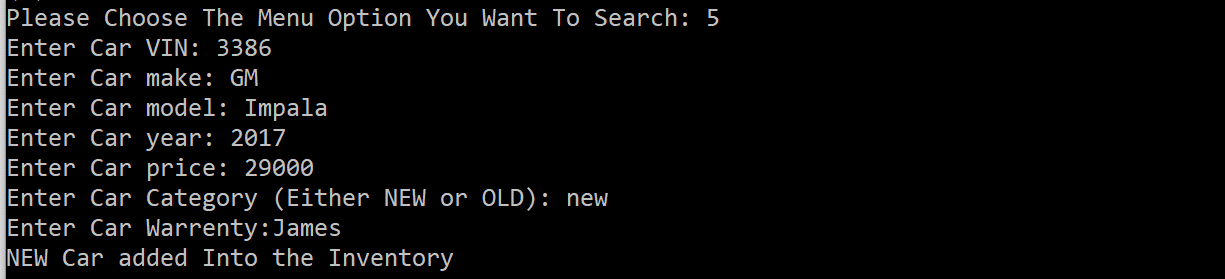 Please Choose The Menu Option You Want To Search: 5
Enter Car VIN: 3386
Enter Car make: GM
Enter Car model: Impala
Enter Car year: 2017
Enter Car price: 29000
Enter Car Category (Either NEW or OLD): new
Enter Car Warrenty:James
NEW Car added Into the Inventory